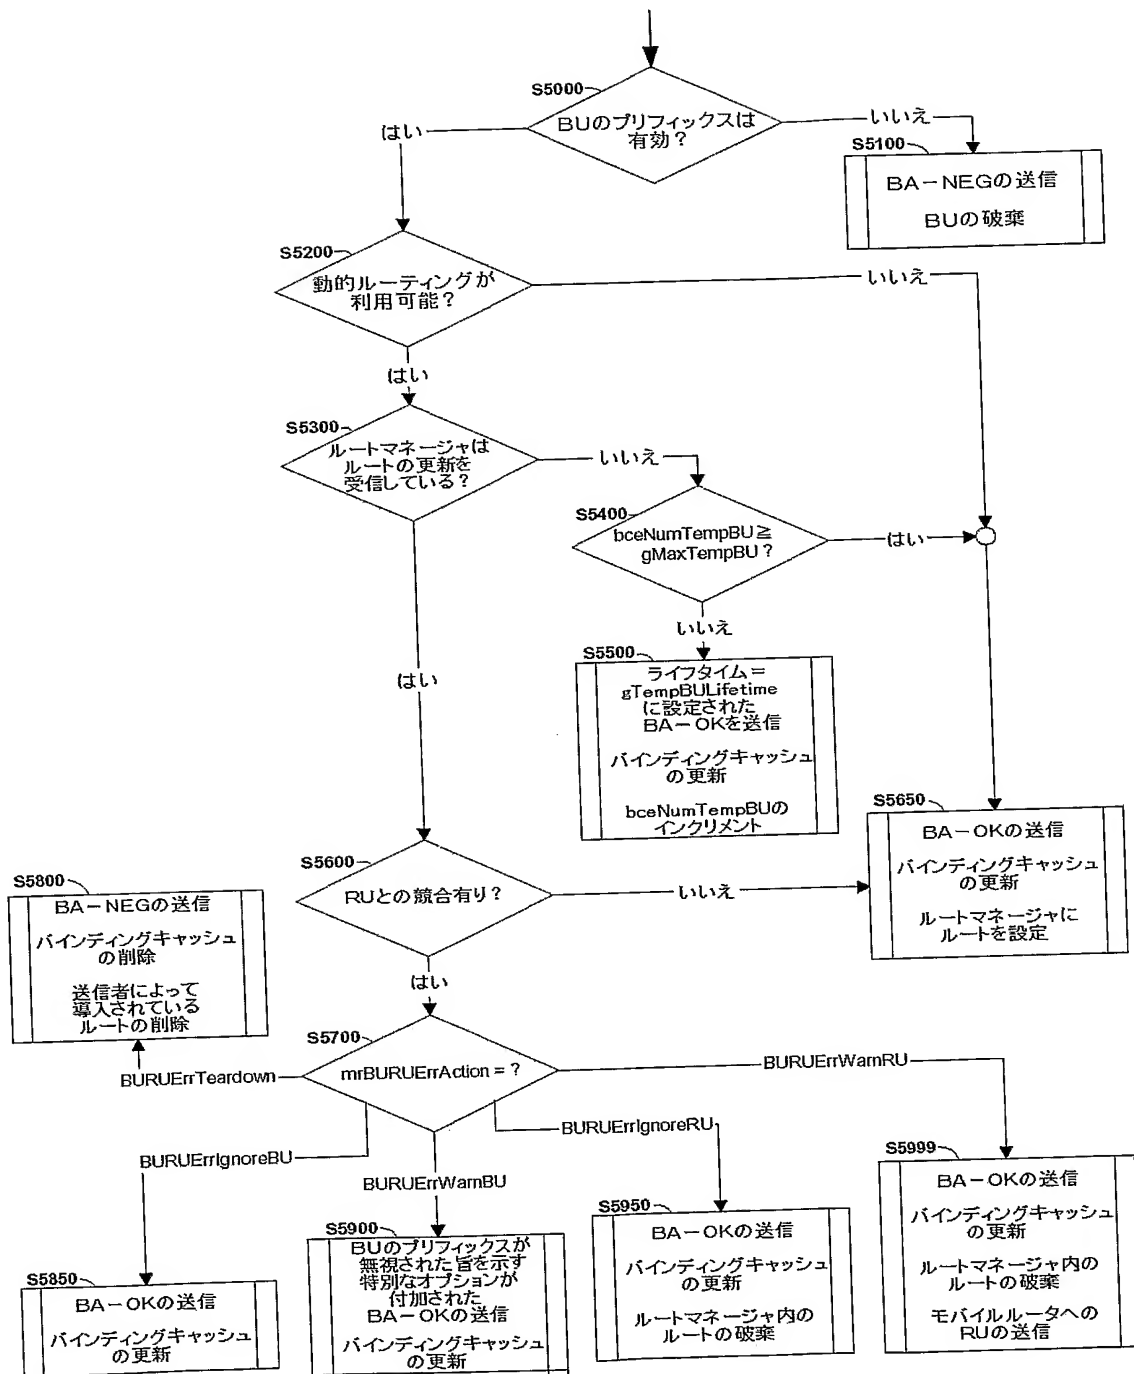 S5000
BUのプリフィックスは
有効？
はい
いいえ
S5100
BA－NEGの送信
BUの破棄
S5200
動的ルーティングが
利用可能？
いいえ
はい
S5300
ルートマネージャは
ルートの更新を
受信している？
いいえ
S5400
bceNumTempBU≧
gMaxTempBU？
はい
いいえ
はい
S5500
ライフタイム＝
gTempBULifetime
に設定された
BA－OKを送信
バインディングキャッシュ
の更新
bceNumTempBUの
インクリメント
S5650
BA－OKの送信
バインディングキャッシュ
の更新
ルートマネージャに
ルートを設定
S5600
RUとの競合有り？
いいえ
はい
S5800
BA－NEGの送信
バインディングキャッシュ
の削除
送信者によって
導入されている
ルートの削除
S5700
mrBURUErrAction=？
BURUErrTeardown
BURUErrWarnRU
BURUErrIgnoreRU
BURUErrIgnoreBU
BURUErrWarnBU
S5850
BA－OKの送信
バインディングキャッシュ
の更新
S5900
BUのプリフィックスが
無視された旨を示す
特別なオプションが
付加された
BA－OKの送信
バインディングキャッシュ
の更新
S5950
BA－OKの送信
バインディングキャッシュ
の更新
ルートマネージャ内の
ルートの破棄
S5999
BA－OKの送信
バインディングキャッシュ
の更新
ルートマネージャ内の
ルートの破棄
モバイルルータへの
RUの送信